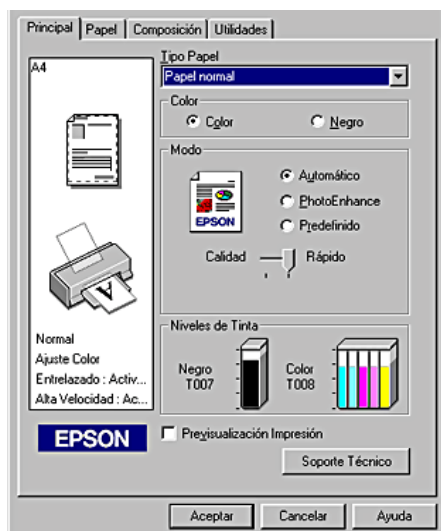 Principal Papel Composición Utilidades
A4
Tipo Papel
Papel normal
Color
Color Negro
Modo
Automático
PhotoEnhance
Predefinido
EPSON
Calidad Rápido
Niveles de Tinta
Negro
T007
Color
T008
Normal
Ajuste Color
Entrelazado : Activ...
Alta Velocidad : Ac...
EPSON
Previsualización Impresión
Soporte Técnico
Aceptar Cancelar Ayuda